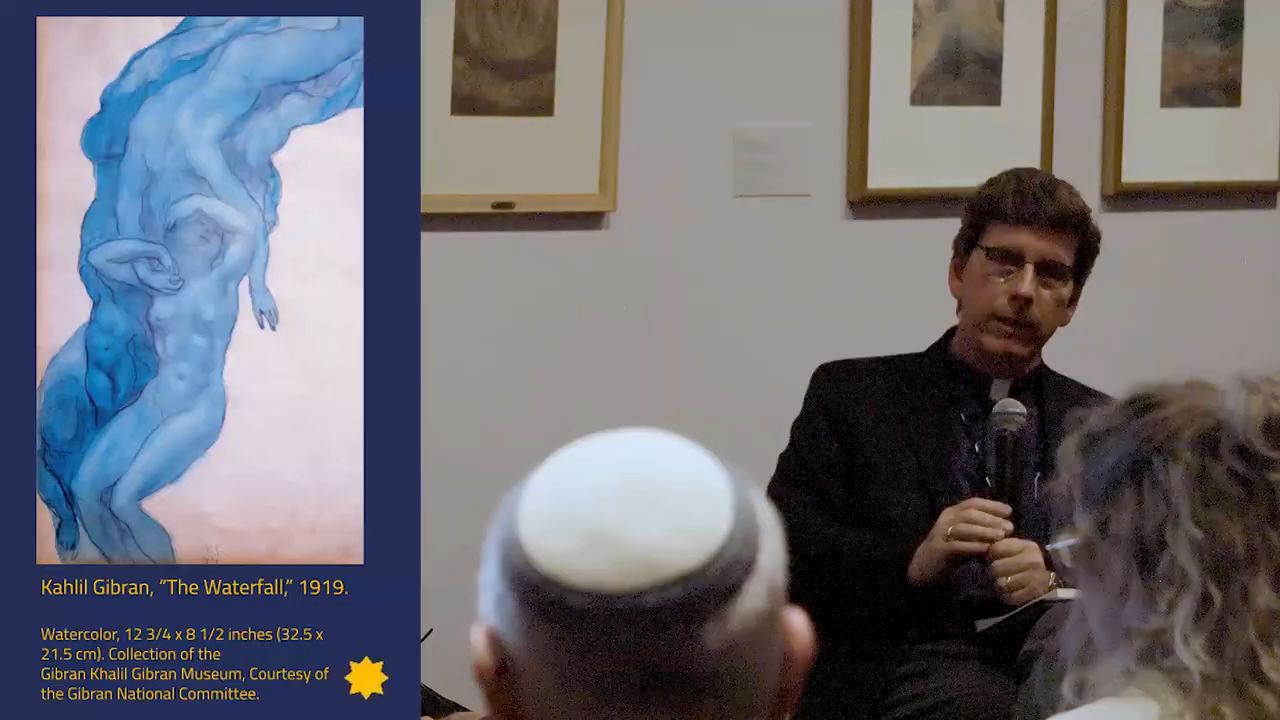 Kahlil Gibran, “The Waterfall,” 1919.
Watercolor, 12 3/4 x 8 1/2 inches (32.5 x
21.5 cm). Collection of the
Gibran Khalil Gibran Museum, Courtesy of
the Gibran National Committee.